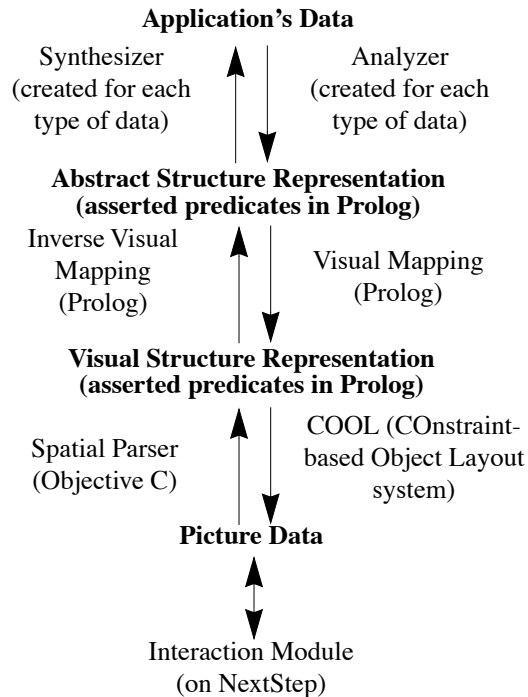 Application's Data
Synthesizer
(created for each
type of data)
Analyzer
(created for each
type of data)
Abstract Structure Representation
(asserted predicates in Prolog)
Inverse Visual
Mapping
(Prolog)
Visual Mapping
(Prolog)
Visual Structure Representation
(asserted predicates in Prolog)
Spatial Parser
(Objective C)
COOL (COnstraint-
based Object Layout
system)
Picture Data
Interaction Module
(on NextStep)